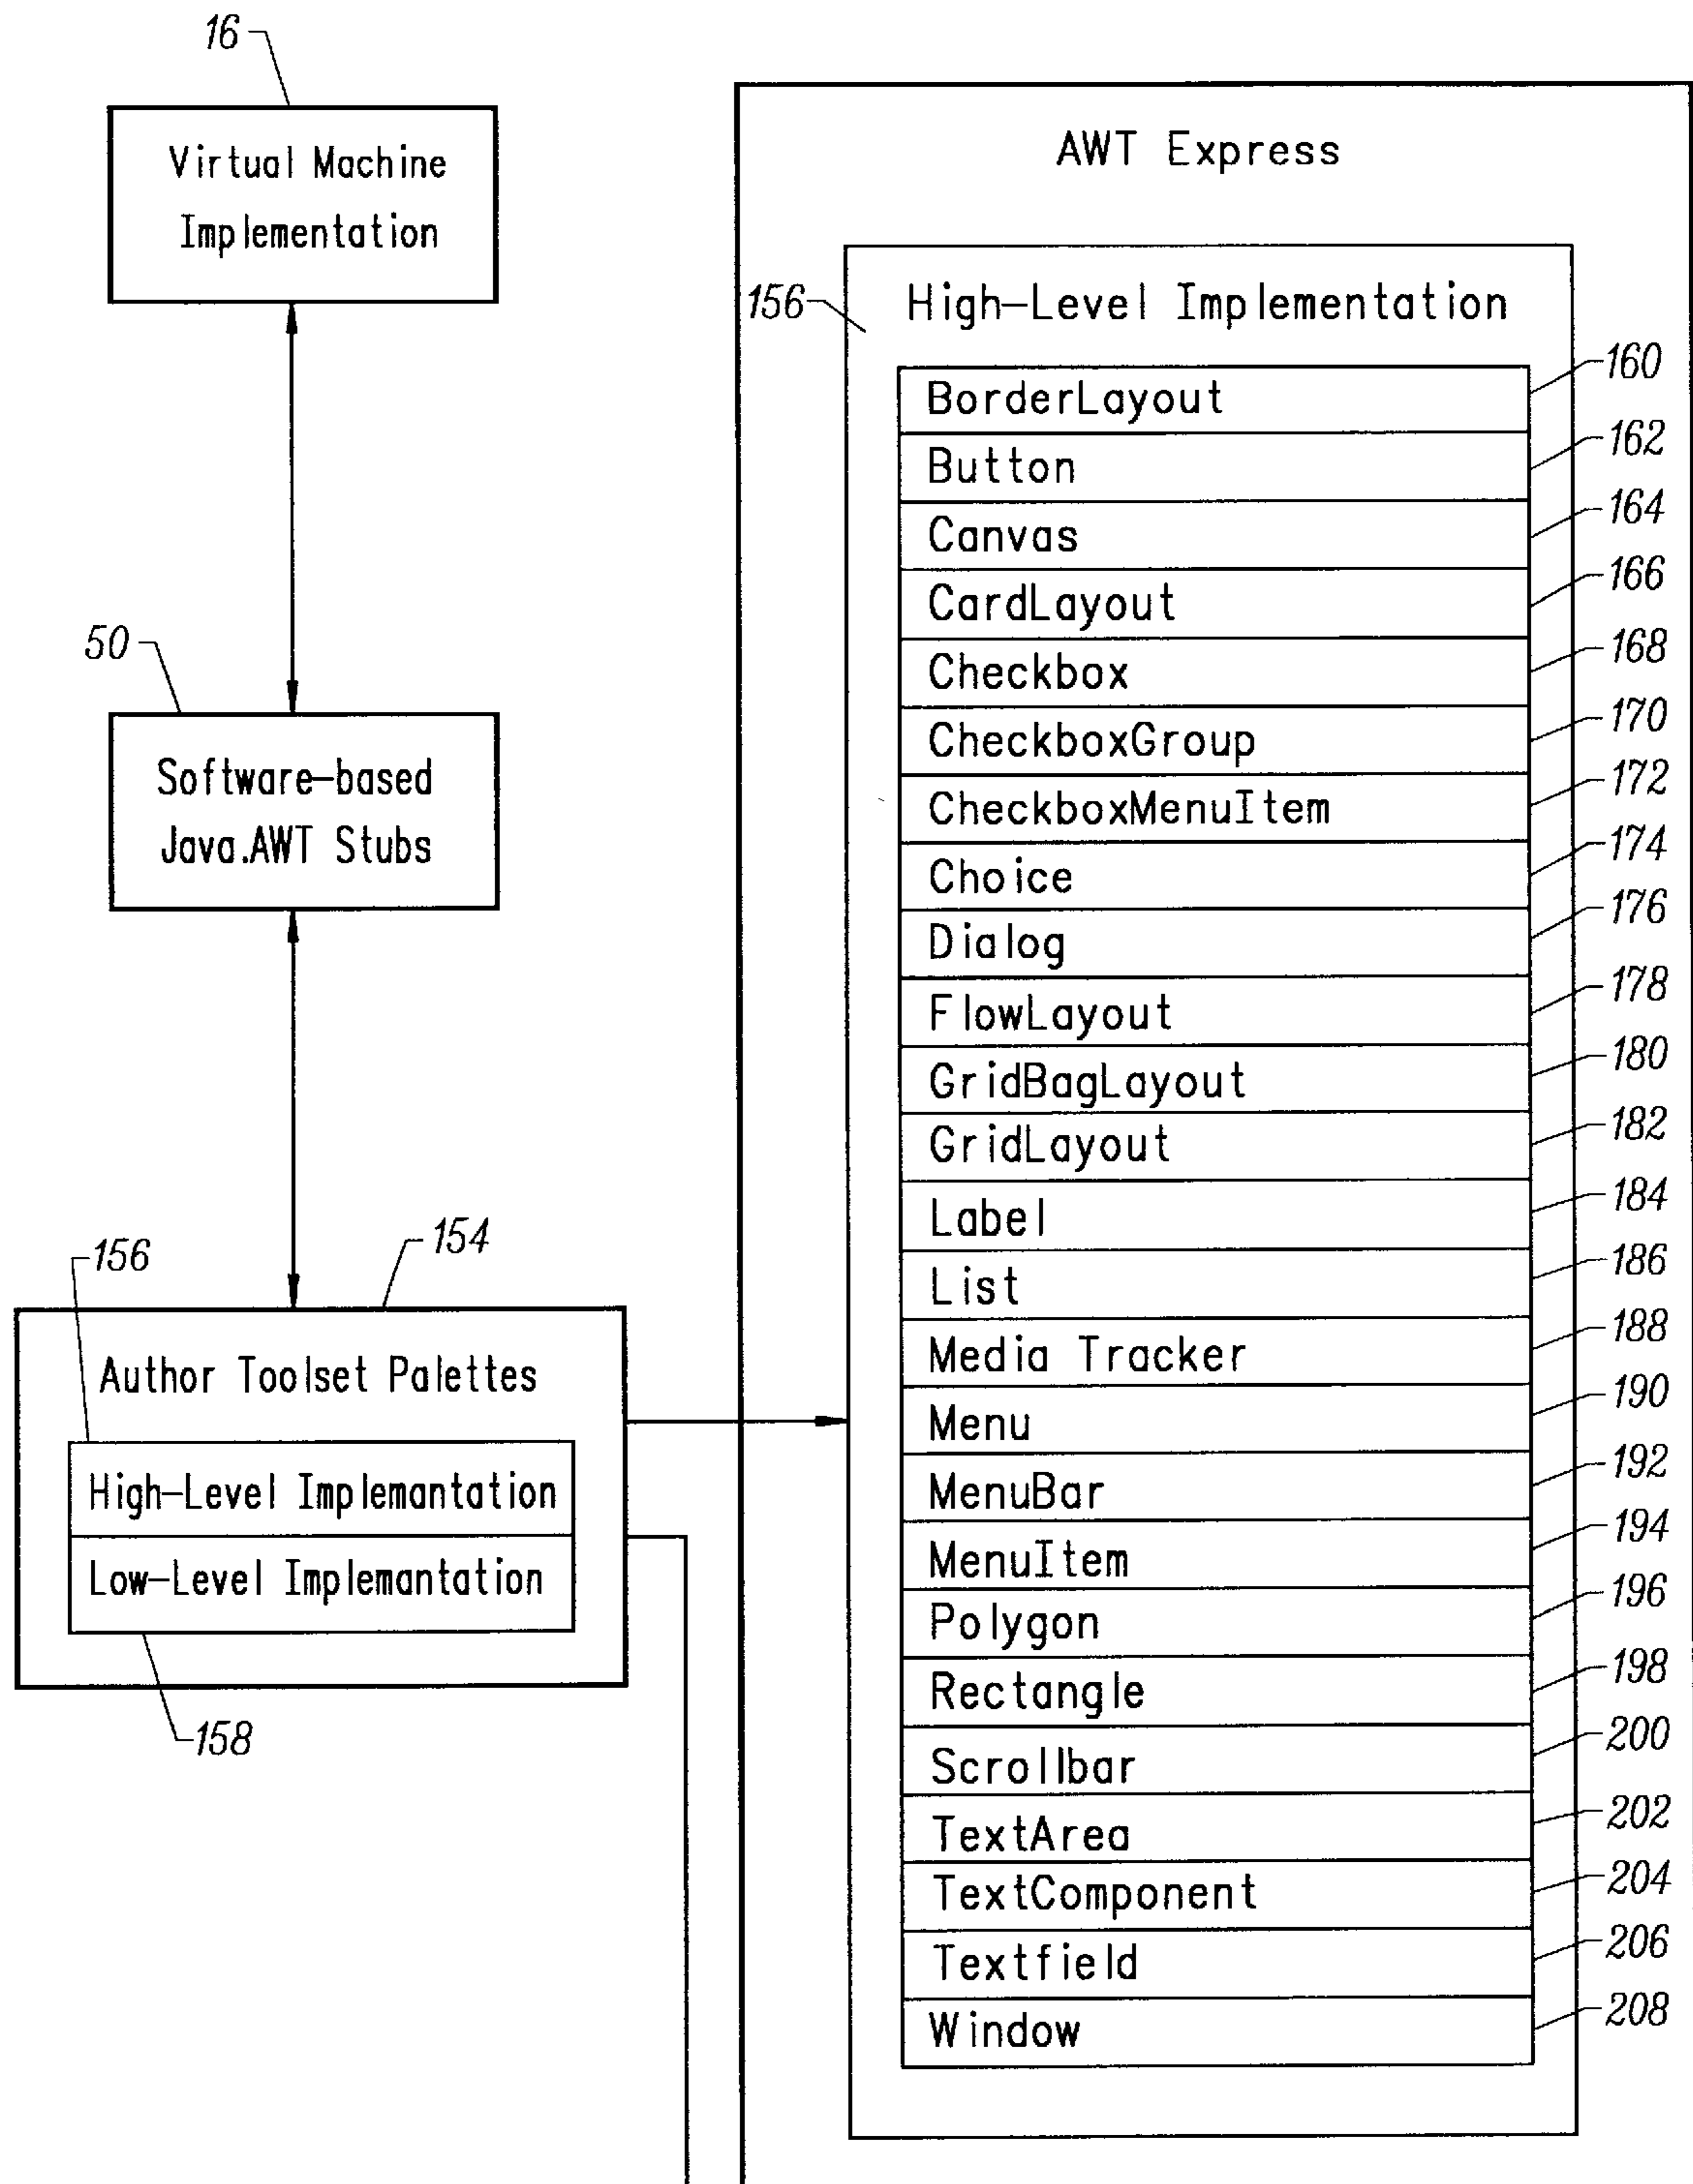 16
Virtual Machine
Implementation
50
Software-based
Java.AWT Stubs
154
156
Author Toolset Palettes
High-Level Implemantation
Low-Level Implemantation
158
AWT Express
156
High-Level Implementation
BorderLayout 160
Button 162
Canvas 164
CardLayout 166
Checkbox 168
CheckboxGroup 170
CheckboxMenuItem 172
Choice 174
Dialog 176
FlowLayout 178
GridBagLayout 180
GridLayout 182
Label 184
List 186
Media Tracker 188
Menu 190
MenuBar 192
MenuItem 194
Polygon 196
Rectangle 198
Scrollbar 200
TextArea 202
TextComponent 204
Textfield 206
Window 208